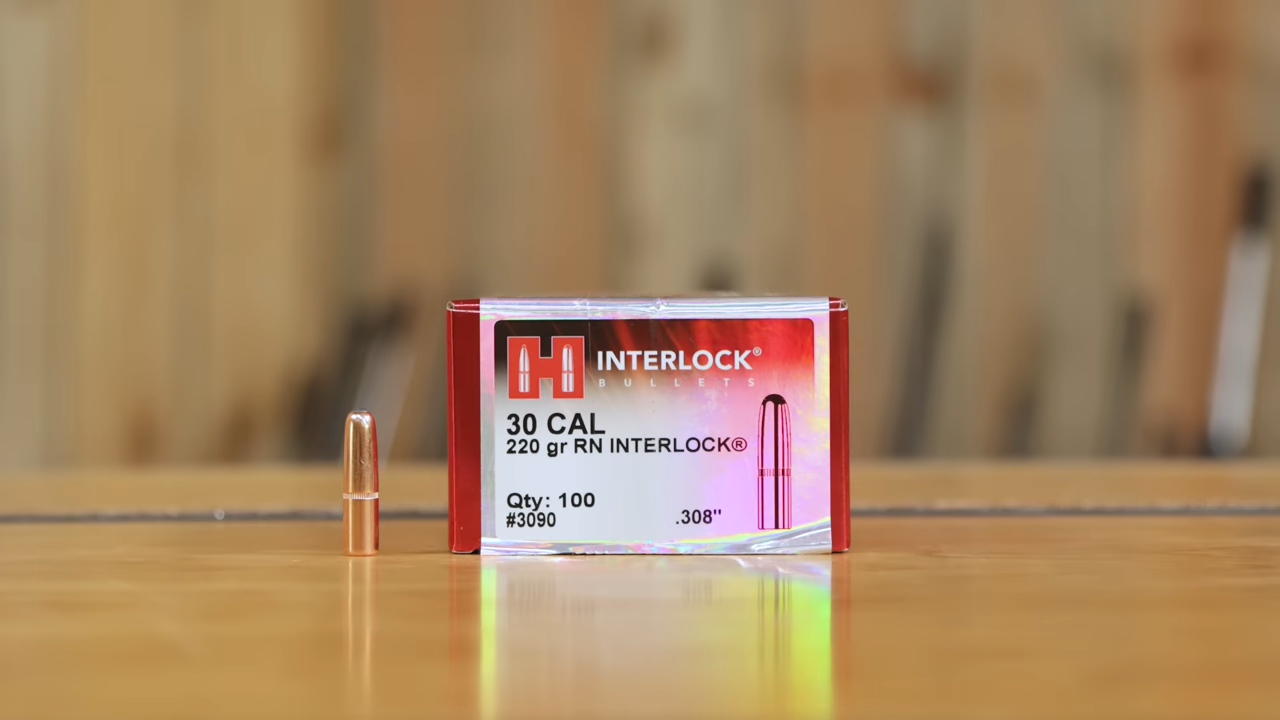 H
INTERLOCK®
BULLETS
30 CAL
220 gr RN INTERLOCK®
Qty: 100
#3090
.308"